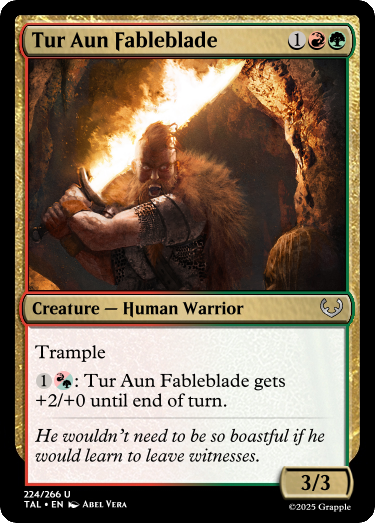 Tur Aun Fableblade 1
Creature — Human Warrior
Trample
1 : Tur Aun Fableblade gets
+2/+0 until end of turn.
He wouldn't need to be so boastful if he
would learn to leave witnesses.
3/3
224/266 U
TAL • EN Abel Vera
©2025 Grapple